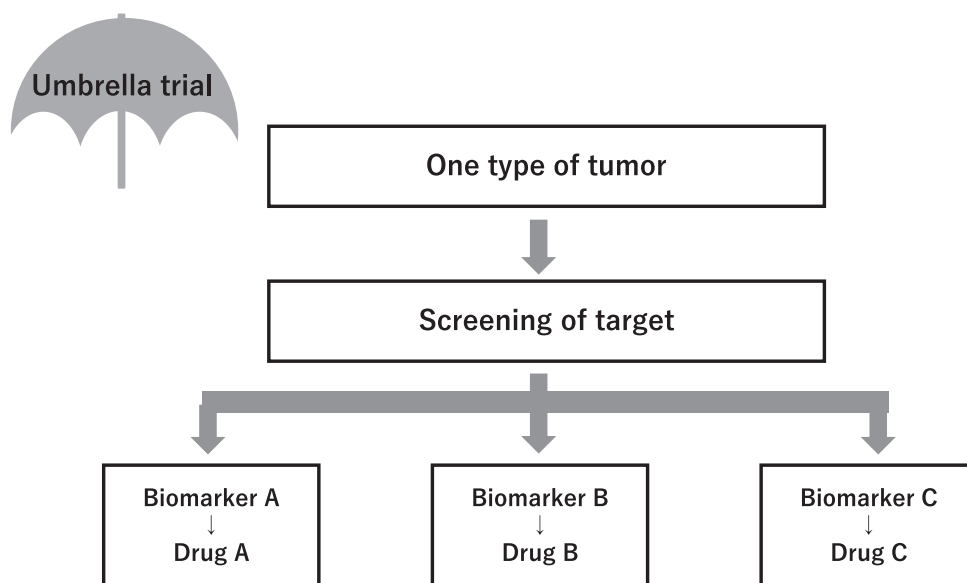 Umbrella trial
One type of tumor
Screening of target
Biomarker A
↓
Drug A
Biomarker B
↓
Drug B
Biomarker C
↓
Drug C